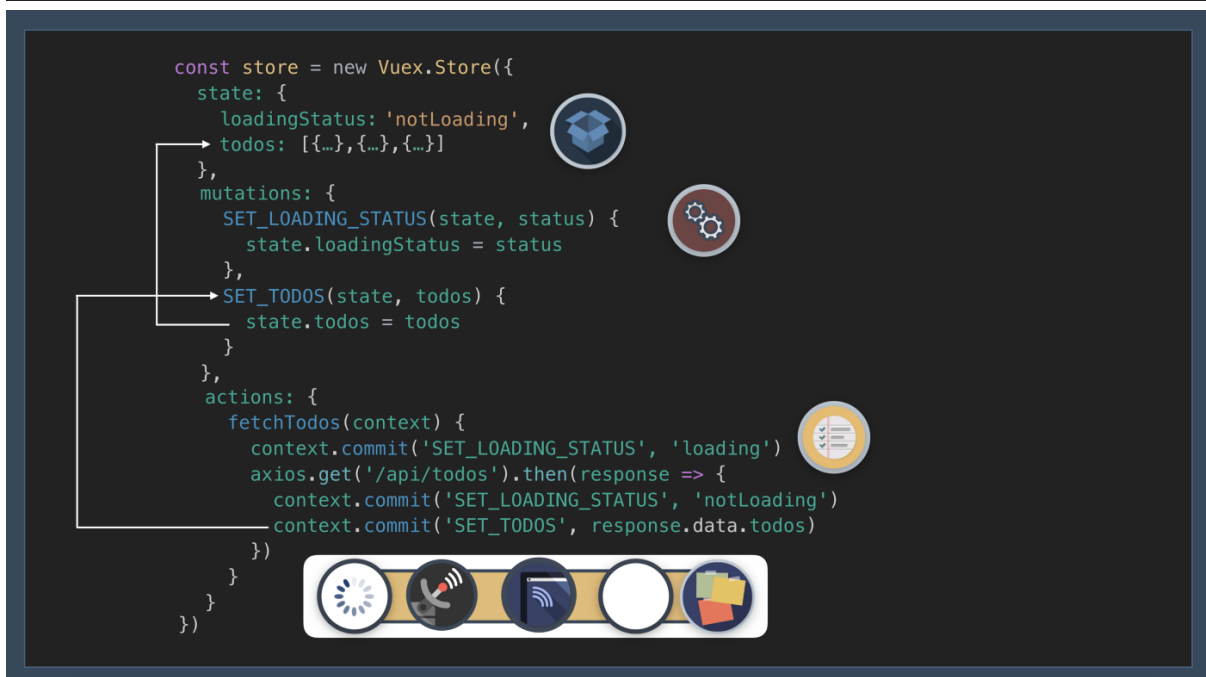 const store = new Vuex.Store({
state: {
loadingStatus: 'notLoading',
todos: [{…},{…},{…}]
},
mutations: {
SET_LOADING_STATUS(state, status) {
state.loadingStatus = status
},
SET_TODOS(state, todos) {
state.todos = todos
}
},
actions: {
fetchTodos(context) {
context.commit('SET_LOADING_STATUS', 'loading')
axios.get('/api/todos').then(response => {
context.commit('SET_LOADING_STATUS', 'notLoading')
context.commit('SET_TODOS', response.data.todos)
})
}
}
})